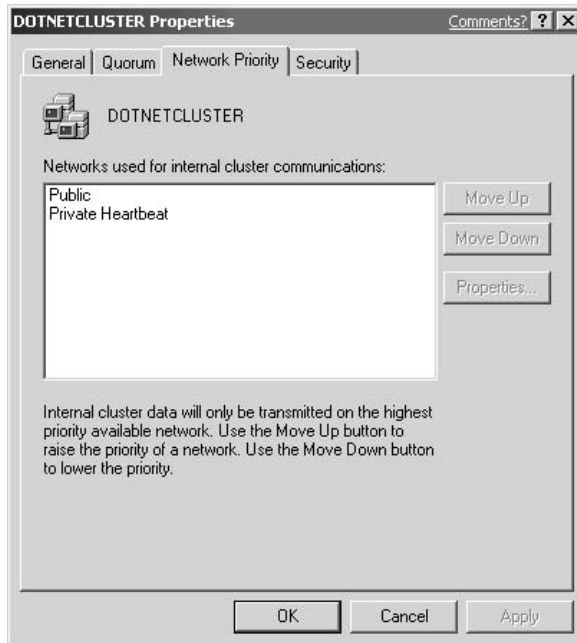 DOTNETCLUSTER Properties Comments? ? X
General Quorum Network Priority Security
DOTNETCLUSTER
Networks used for internal cluster communications:
Public
Private Heartbeat
Move Up
Move Down
Properties...
Internal cluster data will only be transmitted on the highest
priority available network. Use the Move Up button to
raise the priority of a network. Use the Move Down button
to lower the priority.
OK Cancel Apply